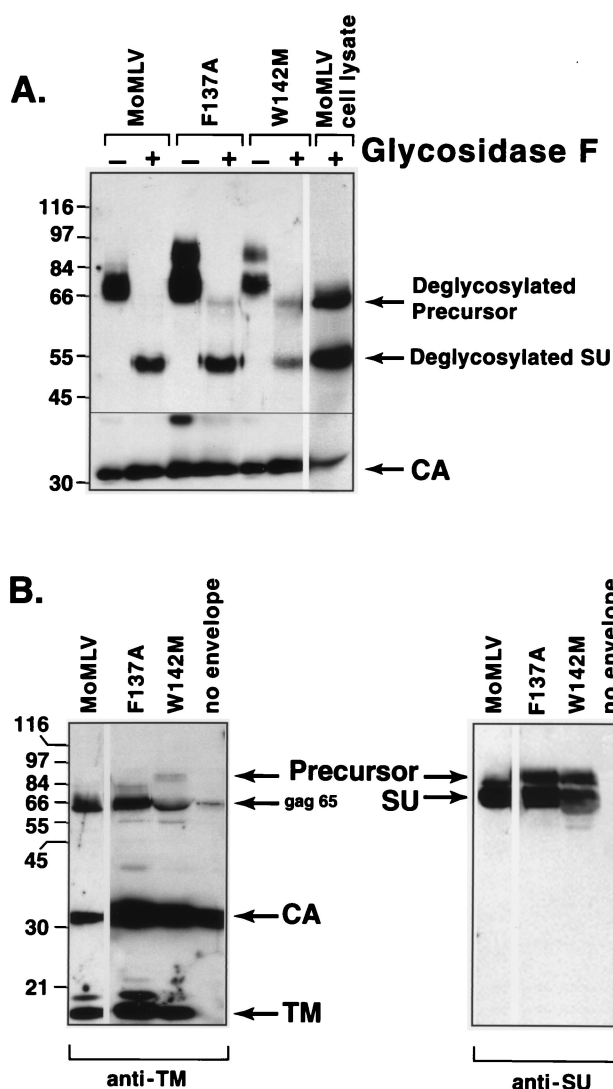 A.
MoMLV
F137A
W142M
MoMLV
cell lysate
– + – + – + + Glycosidase F
116
97
84
66
55
45
30
Deglycosylated
Precursor
Deglycosylated SU
CA
B.
MoMLV
F137A
W142M
no envelope
MoMLV
F137A
W142M
no envelope
116
97
84
66
55
45
30
21
Precursor
gag 65
SU
CA
TM
anti-TM
anti-SU